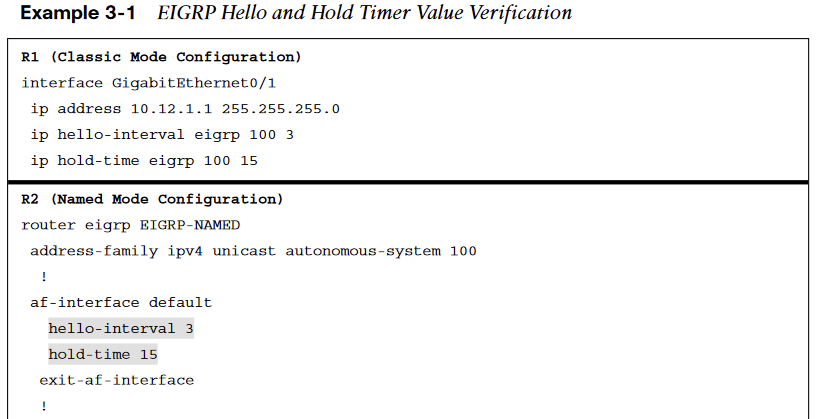 Example 3-1 EIGRP Hello and Hold Timer Value Verification
R1 (Classic Mode Configuration)
interface GigabitEthernet0/1
ip address 10.12.1.1 255.255.255.0
ip hello-interval eigrp 100 3
ip hold-time eigrp 100 15
R2 (Named Mode Configuration)
router eigrp EIGRP-NAMED
address-family ipv4 unicast autonomous-system 100
!
af-interface default
hello-interval 3
hold-time 15
exit-af-interface
!